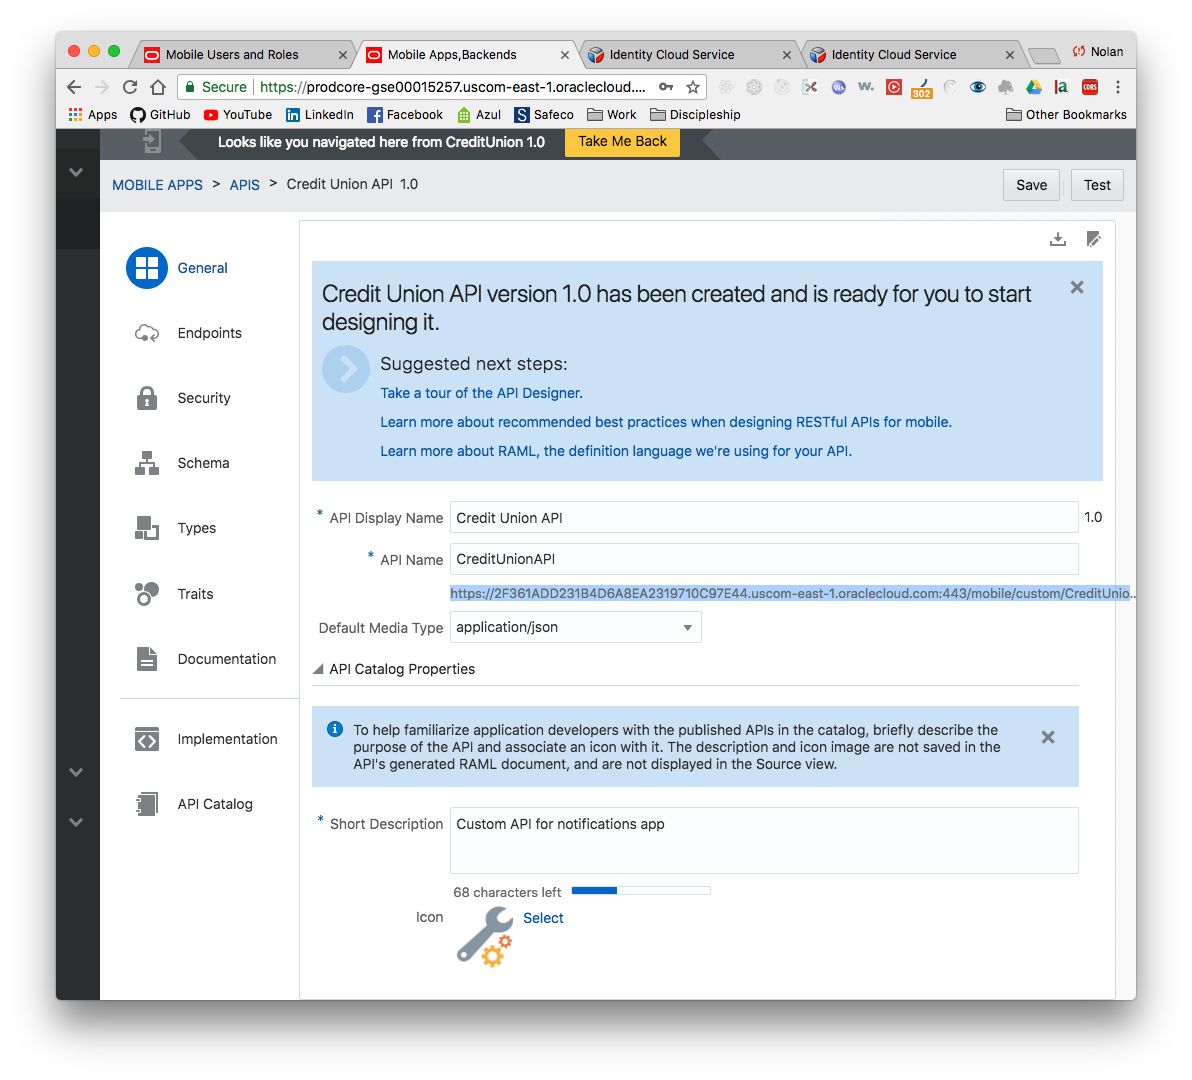 Mobile Users and Roles
Mobile Apps,Backends
Identity Cloud Service
Identity Cloud Service
Nolan
Secure
https://prodcore-gse00015257.uscom-east-1.oraclecloud....
w.
302
la
CORS
Apps
GitHub
YouTube
LinkedIn
Facebook
Azul
S Safeco
Work
Discipleship
Other Bookmarks
Looks like you navigated here from CreditUnion 1.0
Take Me Back
MOBILE APPS > APIS > Credit Union API 1.0
Save
Test
General
Endpoints
Security
Schema
Types
Traits
Documentation
Implementation
API Catalog
Credit Union API version 1.0 has been created and is ready for you to start
designing it.
Suggested next steps:
Take a tour of the API Designer.
Learn more about recommended best practices when designing RESTful APIs for mobile.
Learn more about RAML, the definition language we're using for your API.
* API Display Name Credit Union API 1.0
* API Name CreditUnionAPI
https://2F361ADD231B4D6A8EA2319710C97E44.uscom-east-1.oraclecloud.com:443/mobile/custom/CreditUnio...
Default Media Type application/json
API Catalog Properties
To help familiarize application developers with the published APIs in the catalog, briefly describe the
purpose of the API and associate an icon with it. The description and icon image are not saved in the
API's generated RAML document, and are not displayed in the Source view.
* Short Description Custom API for notifications app
68 characters left
Icon Select